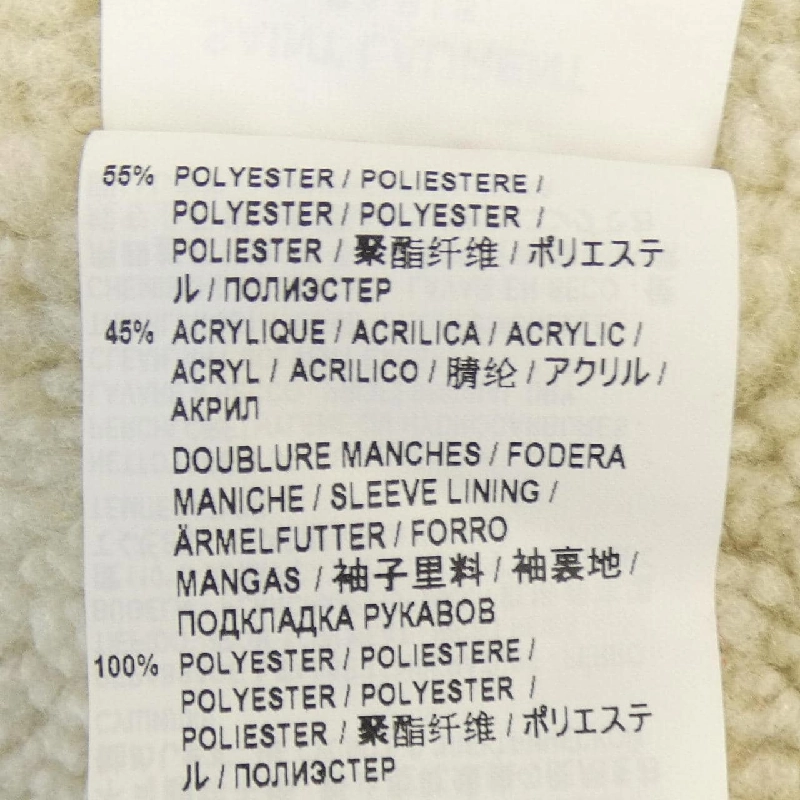 55% POLYESTER / POLIESTERE /
POLYESTER / POLYESTER /
POLIESTER / 聚酯纤维 / ポリエステ
ル / ПОЛИЭСТЕР
45% ACRYLIQUE / ACRILICA / ACRYLIC /
ACRYL / ACRILICO / 腈纶 / アクリル /
АКРИЛ
DOUBLURE MANCHES / FODERA
MANICHE / SLEEVE LINING /
ÄRMELFUTTER / FORRO
MANGAS / 袖子里料 / 袖裏地 /
ПОДКЛАДКА РУКАВОВ
100% POLYESTER / POLIESTERE /
POLYESTER / POLYESTER /
POLIESTER / 聚酯纤维 / ポリエステ
ル / ПОЛИЭСТЕР